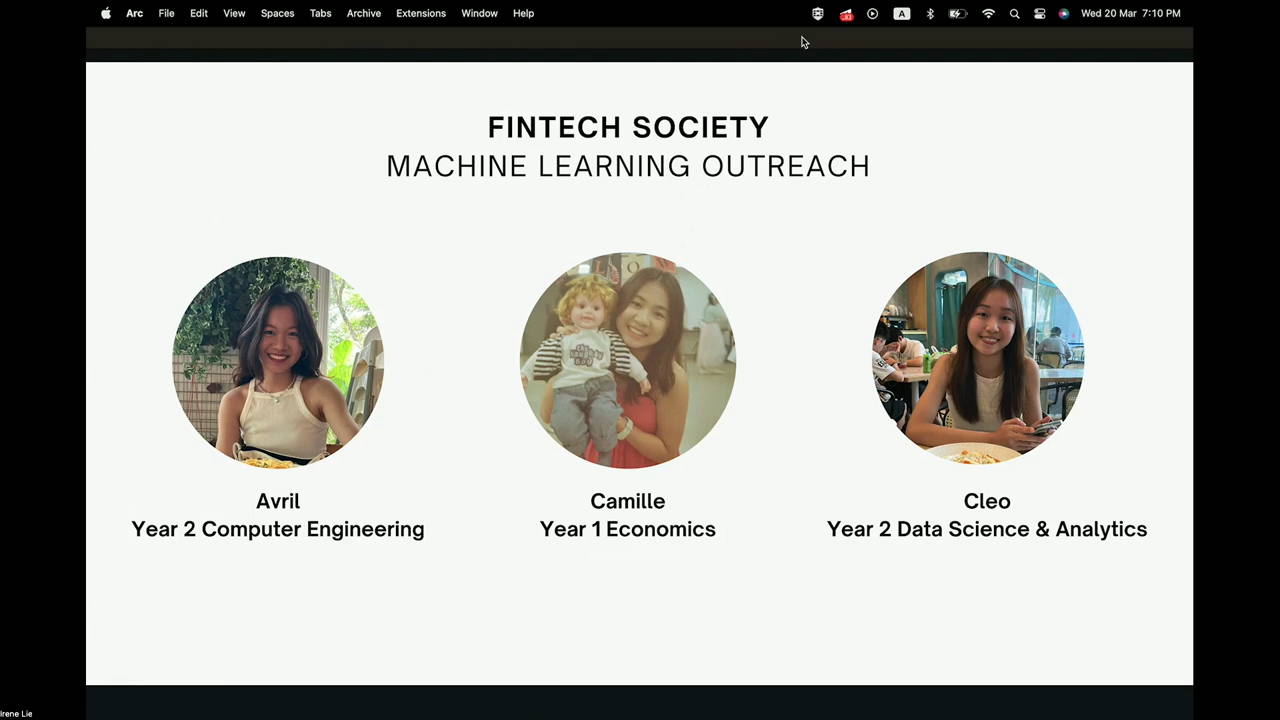 Arc File Edit View Spaces Tabs Archive Extensions Window Help A Wed 20 Mar 7:10 PM
FINTECH SOCIETY
MACHINE LEARNING OUTREACH
Avril
Year 2 Computer Engineering
Camille
Year 1 Economics
Cleo
Year 2 Data Science & Analytics
Irene Lie